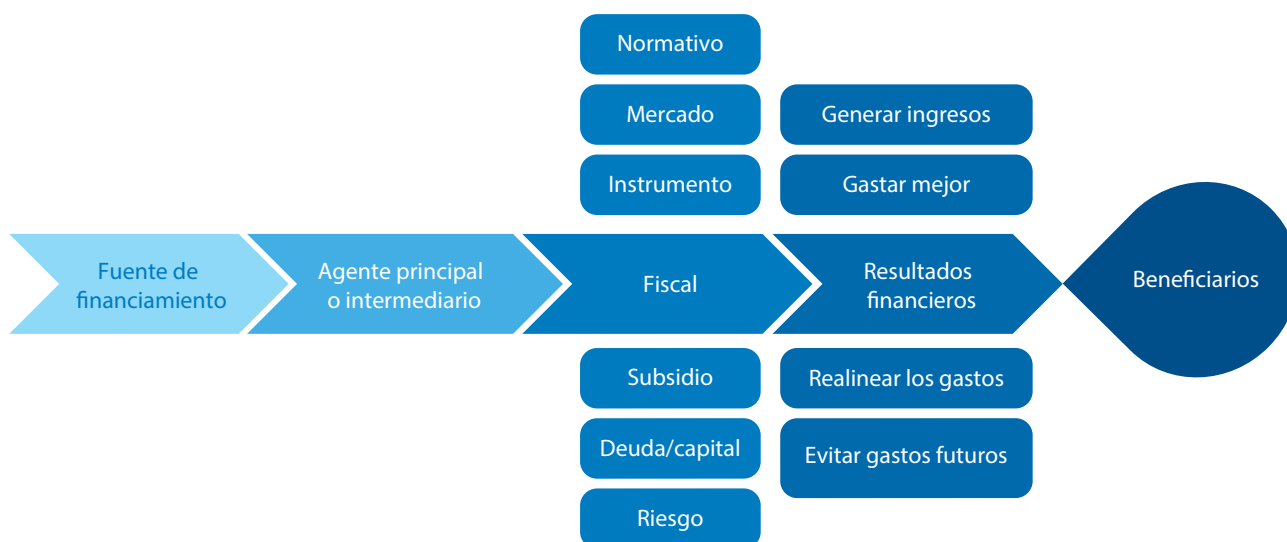 Normativo
Mercado
Generar ingresos
Instrumento
Gastar mejor
Fuente de
financiamiento
Agente principal
o intermediario
Fiscal
Resultados
financieros
Beneficiarios
Subsidio
Realinear los gastos
Deuda/capital
Evitar gastos futuros
Riesgo